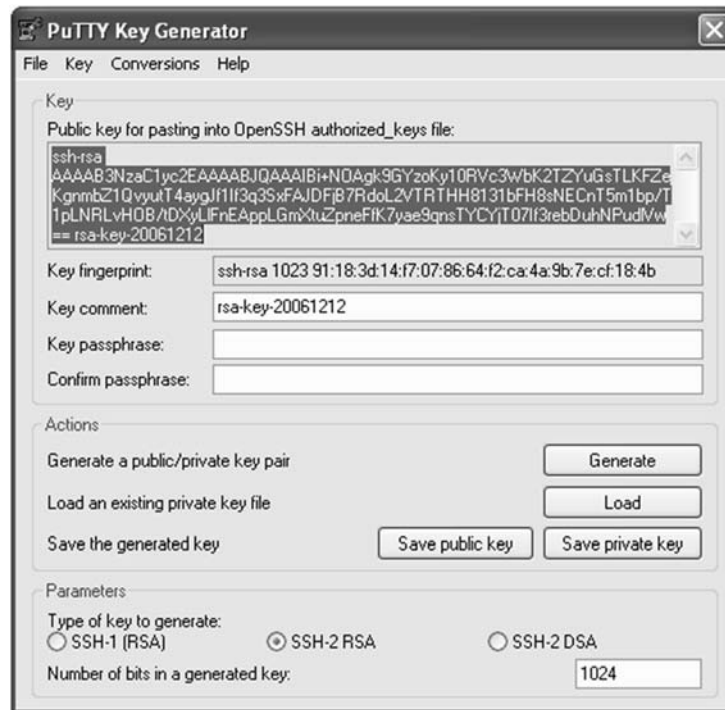 PuTTY Key Generator
File Key Conversions Help
Key
Public key for pasting into OpenSSH authorized_keys file:
ssh-rsa
AAAAB3NzaC1yc2EAAAABJQAAAIBi+NOAgk9GYzoKy10RVc3WbK2TZYuGsTLKFZe
KgnmbZ1QvyutT4aygJf1If3q3SxFAJDFjB7RdoL2VTRTHH8131bFH8sNECnT5m1bp/T
1pLNRLvHOB/tDXyLIFnEAppLGmXtuZpneFfK7yae9qnsTYCYjT07If3rebDuhNPudlVw
== rsa-key-20061212
Key fingerprint: ssh-rsa 1023 91:18:3d:14:f7:07:86:64:f2:ca:4a:9b:7e:cf:18:4b
Key comment: rsa-key-20061212
Key passphrase:
Confirm passphrase:
Actions
Generate a public/private key pair Generate
Load an existing private key file Load
Save the generated key Save public key Save private key
Parameters
Type of key to generate:
SSH-1 (RSA) SSH-2 RSA SSH-2 DSA
Number of bits in a generated key: 1024